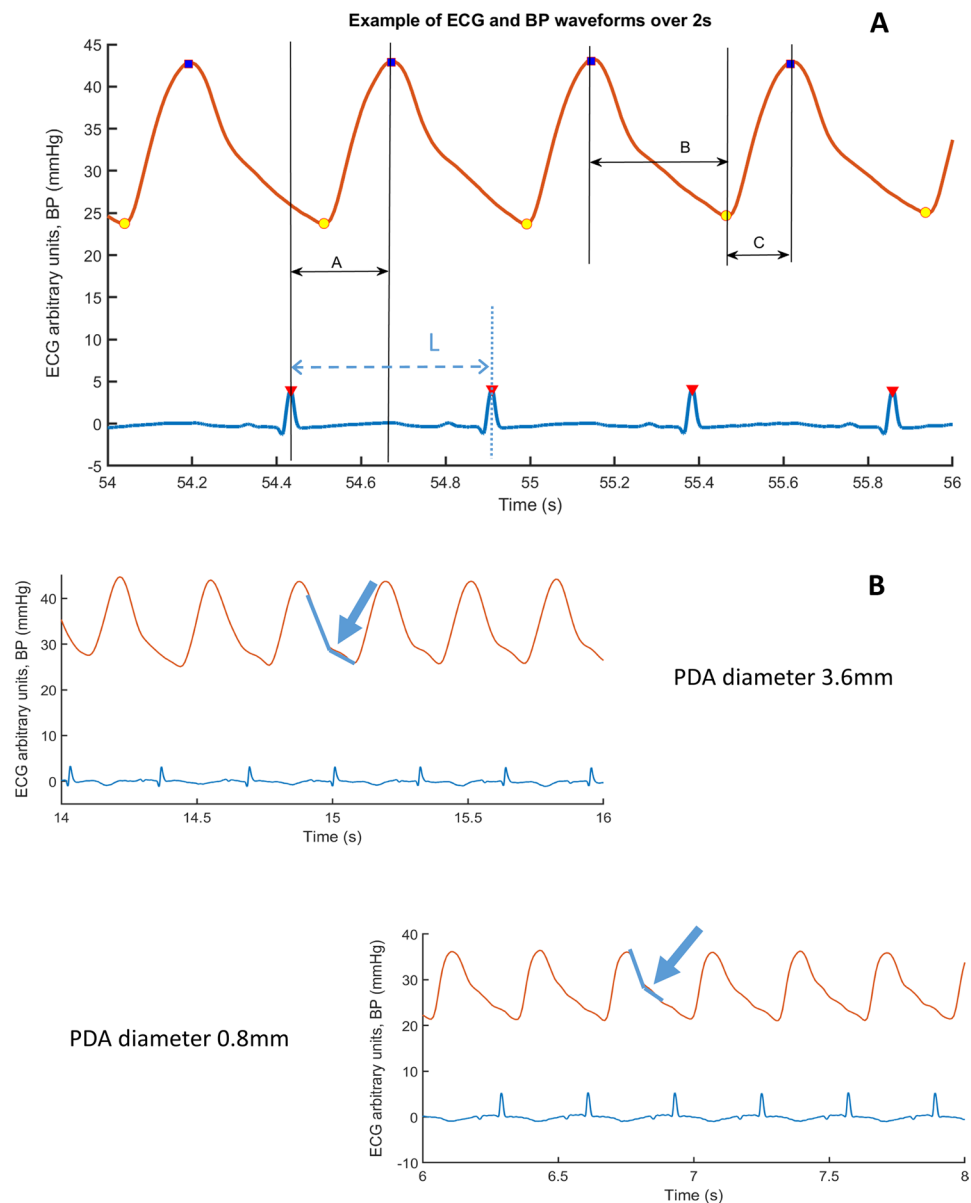 Example of ECG and BP waveforms over 2s
A
ECG arbitrary units, BP (mmHg)
45
40
35
30
25
20
15
10
5
0
-5
B
C
A
L
54
54.2
54.4
54.6
54.8
55
55.2
55.4
55.6
55.8
56
Time (s)
B
ECG arbitrary units, BP (mmHg)
40
30
20
10
0
14
14.5
15
15.5
16
Time (s)
PDA diameter 3.6mm
PDA diameter 0.8mm
ECG arbitrary units, BP (mmHg)
40
30
20
10
0
-10
6
6.5
7
7.5
8
Time (s)